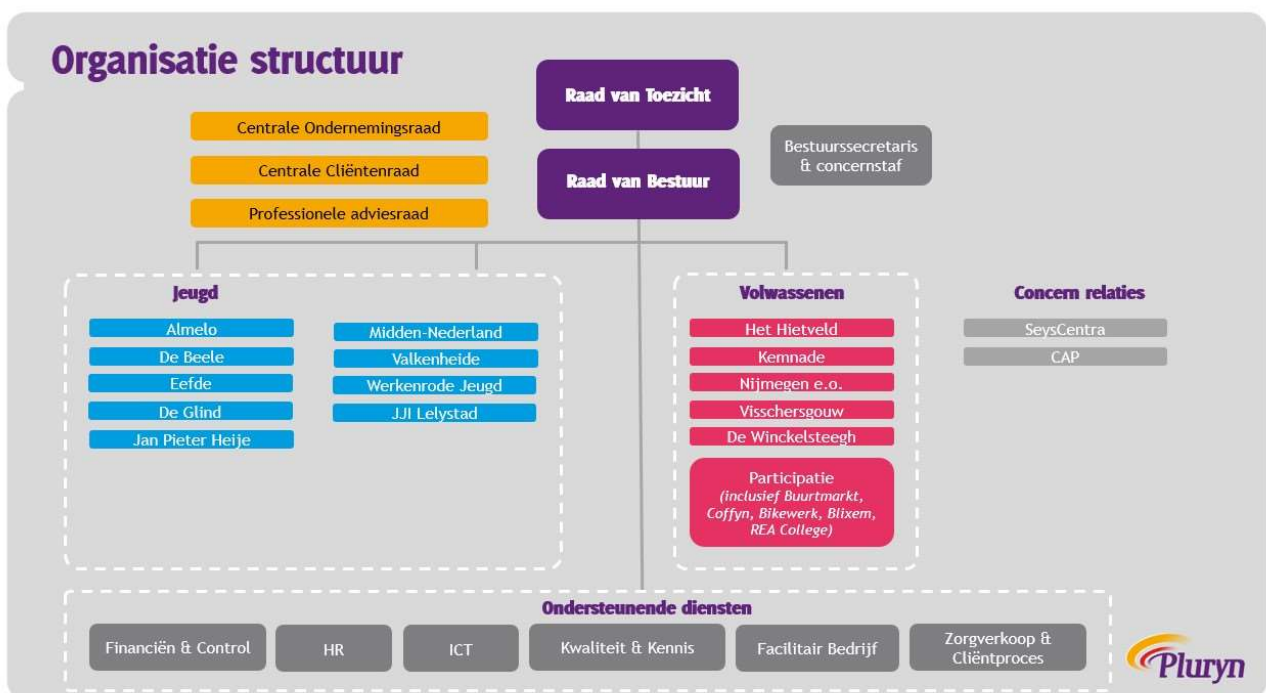 Organisatie structuur
Raad van Toezicht
Centrale Ondernemingsraad
Centrale Cliëntenraad
Professionele adviesraad
Raad van Bestuur
Bestuurssecretaris
& concernstaf
Jeugd
Almelo
De Beele
Eefde
De Glind
Jan Pieter Heije
Midden-Nederland
Valkenheide
Werkenrode Jeugd
JJI Lelystad
Volwassenen
Het Hietveld
Kemnade
Nijmegen e.o.
Visschersgouw
De Winckelsteegh
Participatie
(inclusief Buurtmarkt,
Coffyn, Bikewerk, Blixem,
REA College)
Concern relaties
SeysCentra
CAP
Ondersteunende diensten
Financiën & Control
HR
ICT
Kwaliteit & Kennis
Facilitair Bedrijf
Zorgverkoop &
Cliëntproces
Pluryn